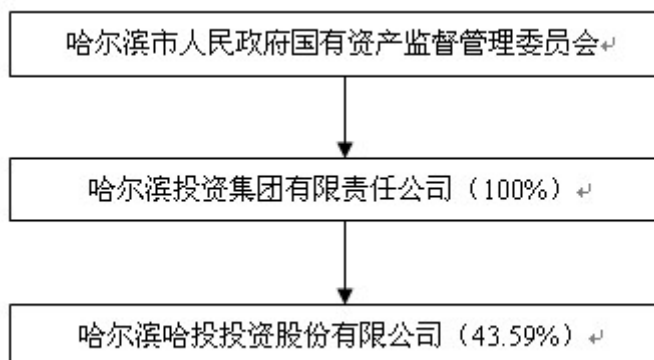 哈尔滨市人民政府国有资产监督管理委员会
哈尔滨投资集团有限责任公司（100%）
哈尔滨哈投投资股份有限公司（43.59%）